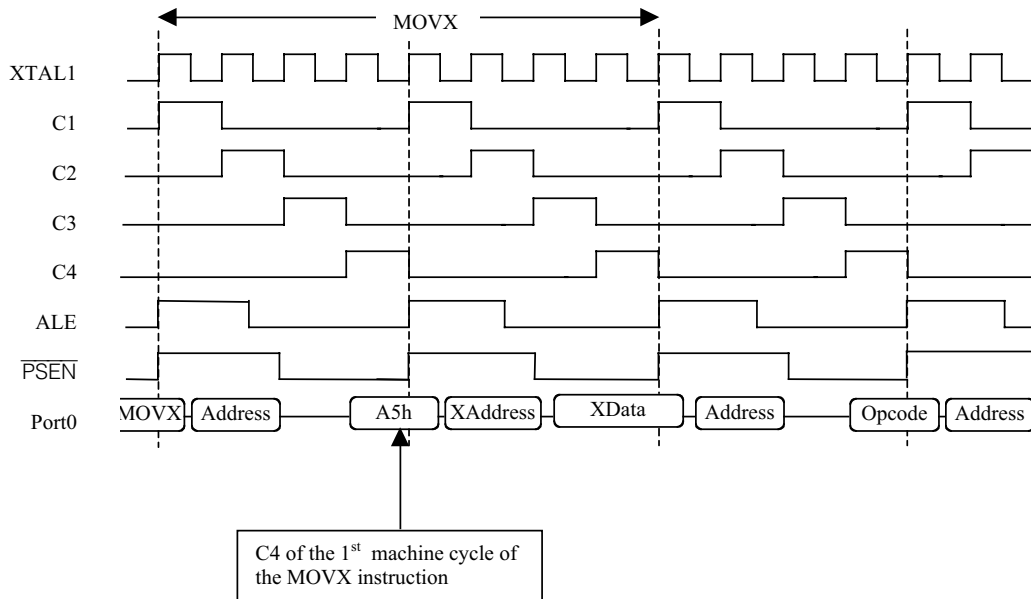 MOVX
XTAL1
C1
C2
C3
C4
ALE
PSEN
Port0
MOVX Address A5h XAddress XData Address Opcode Address
C4 of the 1st machine cycle of
the MOVX instruction